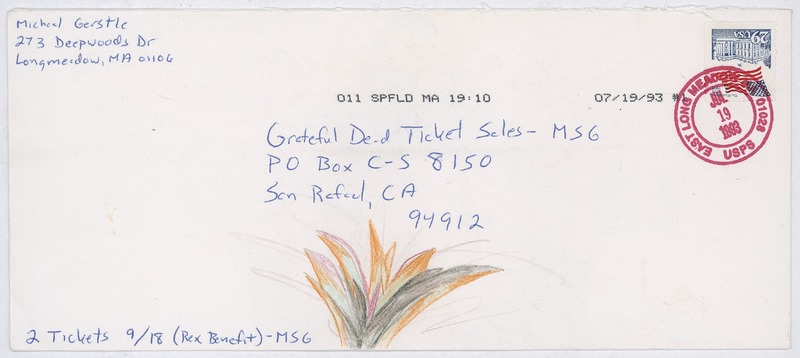 Michael Gerstle
273 Deepwoods Dr
Longmeadow, MA 01106
29 USA
011 SPFLD MA 19:10 07/19/93 #1
EAST LONG MEADOW 01028
JUL
19
1993
USPS
Grateful Dead Ticket Sales - MSG
PO Box C-S 8150
San Rafael, CA
94912
2 Tickets 9/18 (Rex Benefit) - MSG